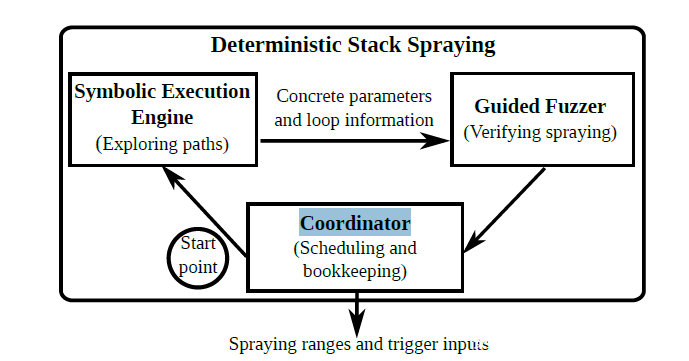 Deterministic Stack Spraying
Symbolic Execution
Engine
(Exploring paths)
Concrete parameters
and loop information
Guided Fuzzer
(Verifying spraying)
Coordinator
(Scheduling and
bookkeeping)
Start
point
Spraying ranges and trigger inputs